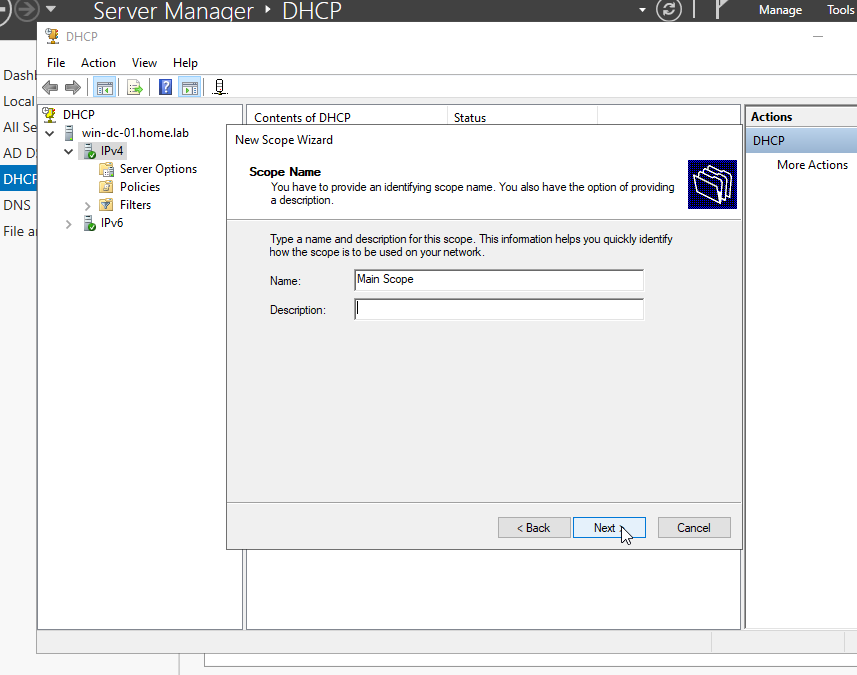 Server Manager ‣ DHCP
Manage Tools
DHCP
File Action View Help
Dashb
Local
All Se
AD D
DHCP
DNS
File a
DHCP
win-dc-01.home.lab
IPv4
Server Options
Policies
Filters
IPv6
Contents of DHCP Status
Actions
DHCP
More Actions
New Scope Wizard
Scope Name
You have to provide an identifying scope name. You also have the option of providing
a description.
Type a name and description for this scope. This information helps you quickly identify
how the scope is to be used on your network.
Name: Main Scope
Description:
< Back Next > Cancel